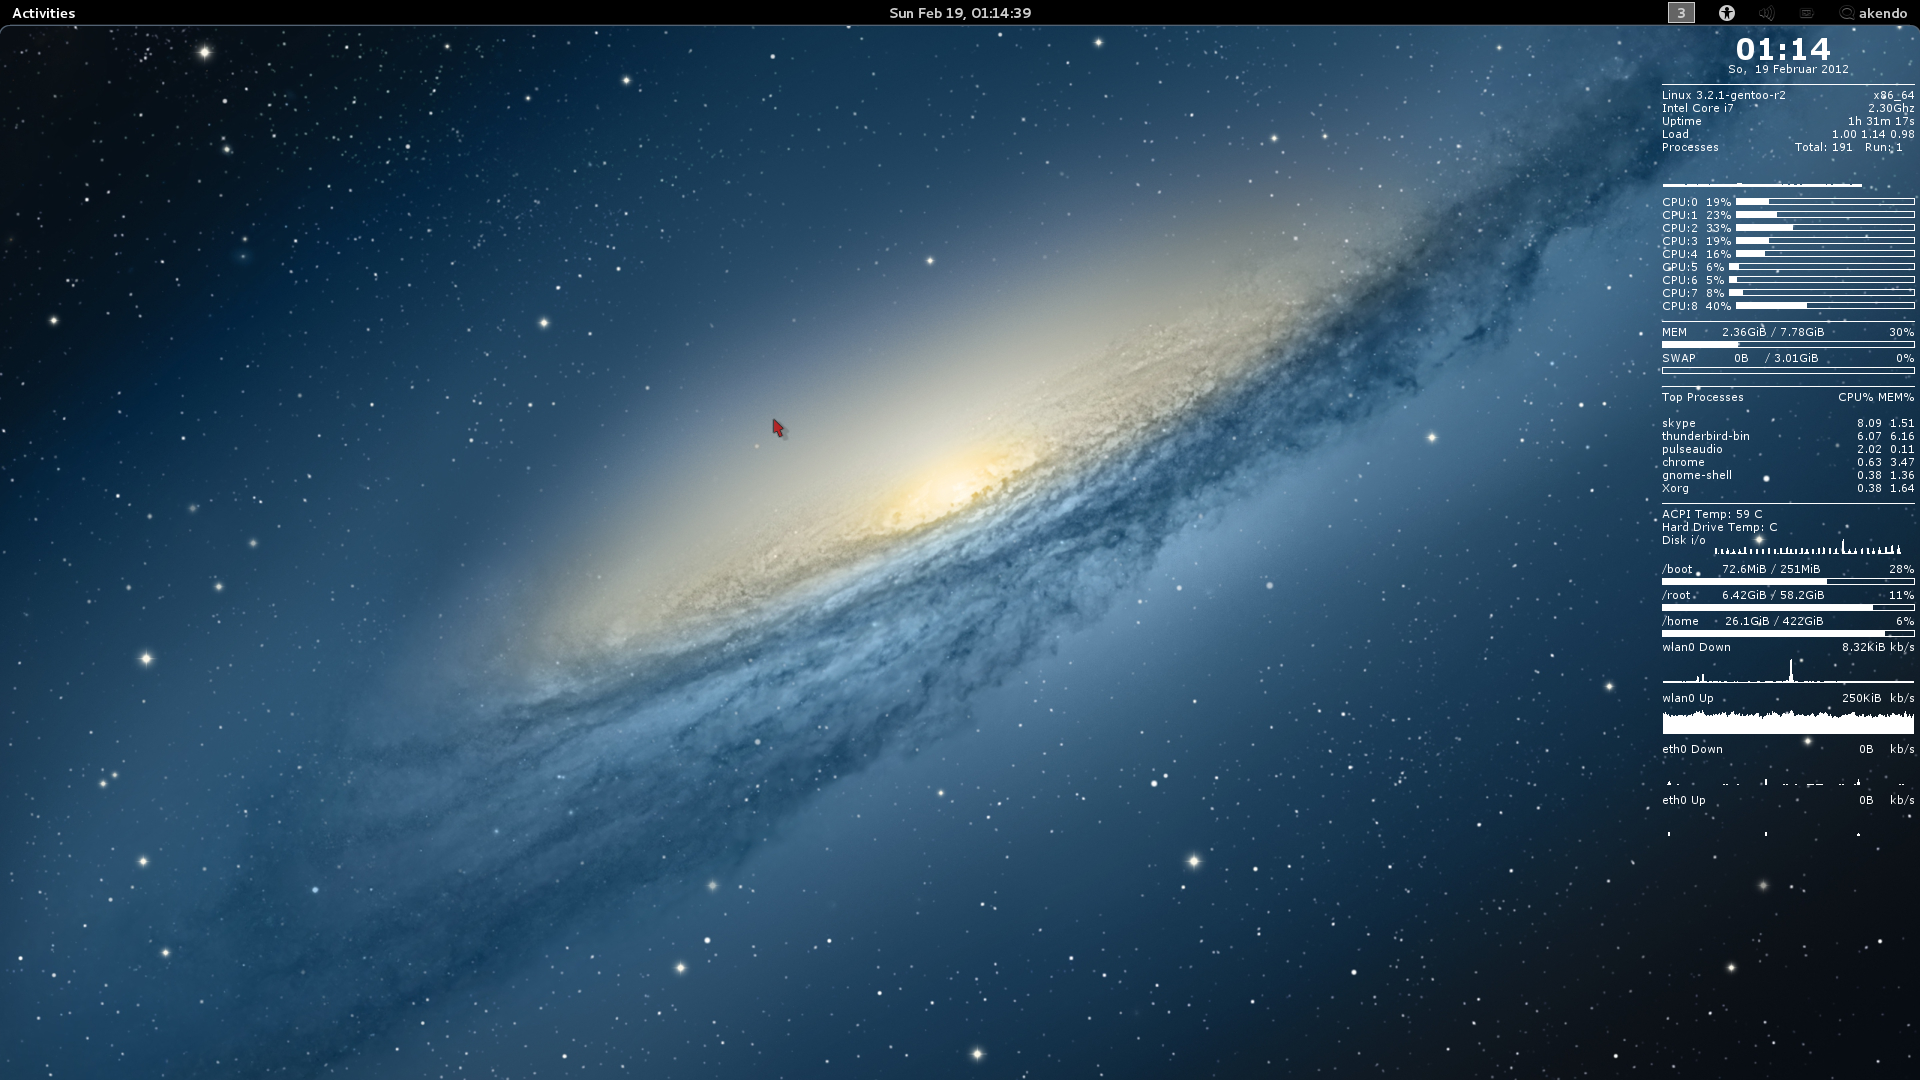 Activities Sun Feb 19, 01:14:39 3 akendo
01:14
So, 19 Februar 2012
Linux 3.2.1-gentoo-r2 x86_64
Intel Core i7 2.30Ghz
Uptime 1h 31m 17s
Load 1.00 1.14 0.98
Processes Total: 191 Run: 1
CPU:0 19%
CPU:1 23%
CPU:2 33%
CPU:3 19%
CPU:4 16%
CPU:5 6%
CPU:6 5%
CPU:7 8%
CPU:8 40%
MEM 2.36GiB / 7.78GiB 30%
SWAP 0B / 3.01GiB 0%
Top Processes CPU% MEM%
skype 8.09 1.51
thunderbird-bin 6.07 6.16
pulseaudio 2.02 0.11
chrome 0.63 3.47
gnome-shell 0.38 1.36
Xorg 0.38 1.64
ACPI Temp: 59 C
Hard Drive Temp: C
Disk i/o
/boot 72.6MiB / 251MiB 28%
/root 6.42GiB / 58.2GiB 11%
/home 26.1GiB / 422GiB 6%
wlan0 Down 8.32KiB kb/s
wlan0 Up 250KiB kb/s
eth0 Down 0B kb/s
eth0 Up 0B kb/s